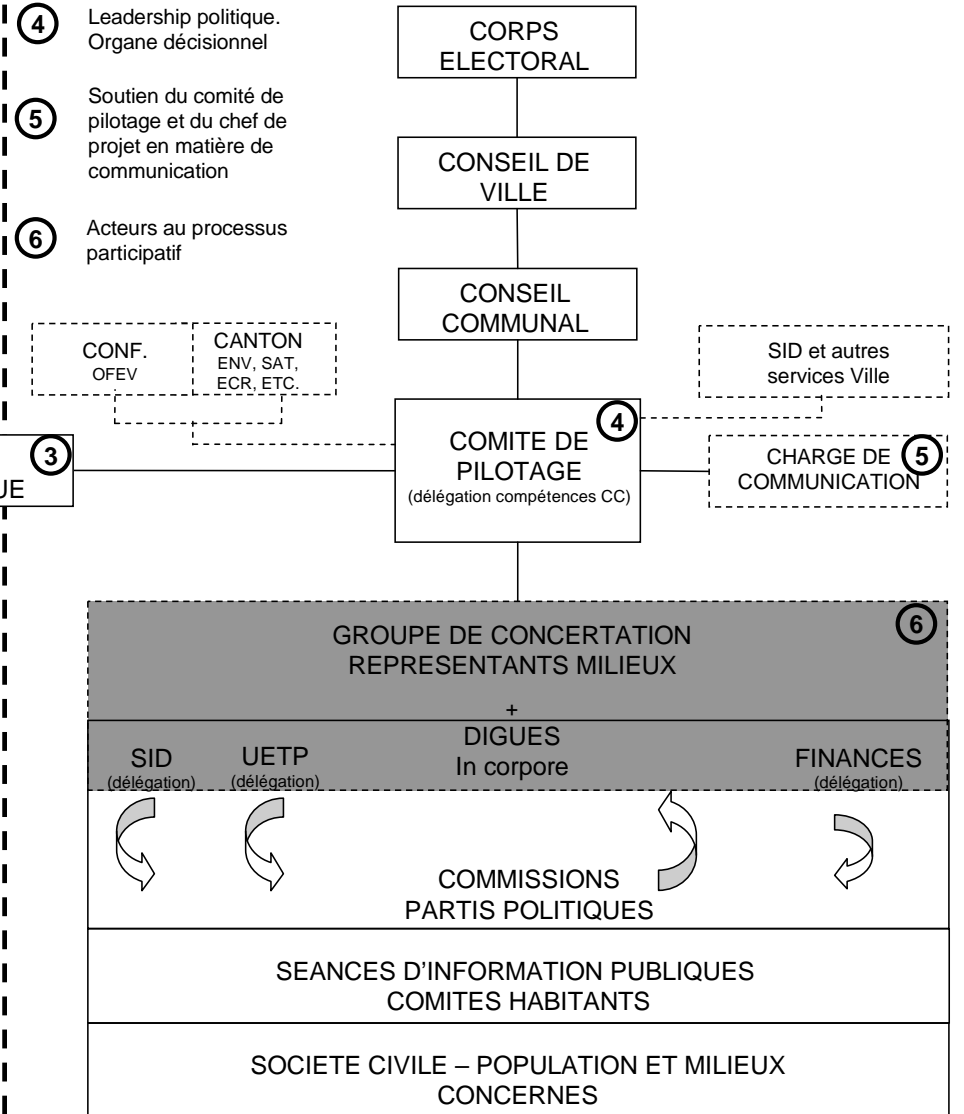 4
Leadership politique.
Organe décisionnel
5
Soutien du comité de
pilotage et du chef de
projet en matière de
communication
6
Acteurs au processus
participatif
CORPS
ELECTORAL
CONSEIL DE
VILLE
CONSEIL
COMMUNAL
CONF.
OFEV
CANTON
ENV, SAT,
ECR, ETC.
SID et autres
services Ville
3
UE
COMITE DE
PILOTAGE
(délégation compétences CC)
4
CHARGE DE
COMMUNICATION
5
GROUPE DE CONCERTATION
REPRESENTANTS MILIEUX
6
+
DIGUES
In corpore
SID
(délégation)
UETP
(délégation)
FINANCES
(délégation)
COMMISSIONS
PARTIS POLITIQUES
SEANCES D'INFORMATION PUBLIQUES
COMITES HABITANTS
SOCIETE CIVILE – POPULATION ET MILIEUX
CONCERNES